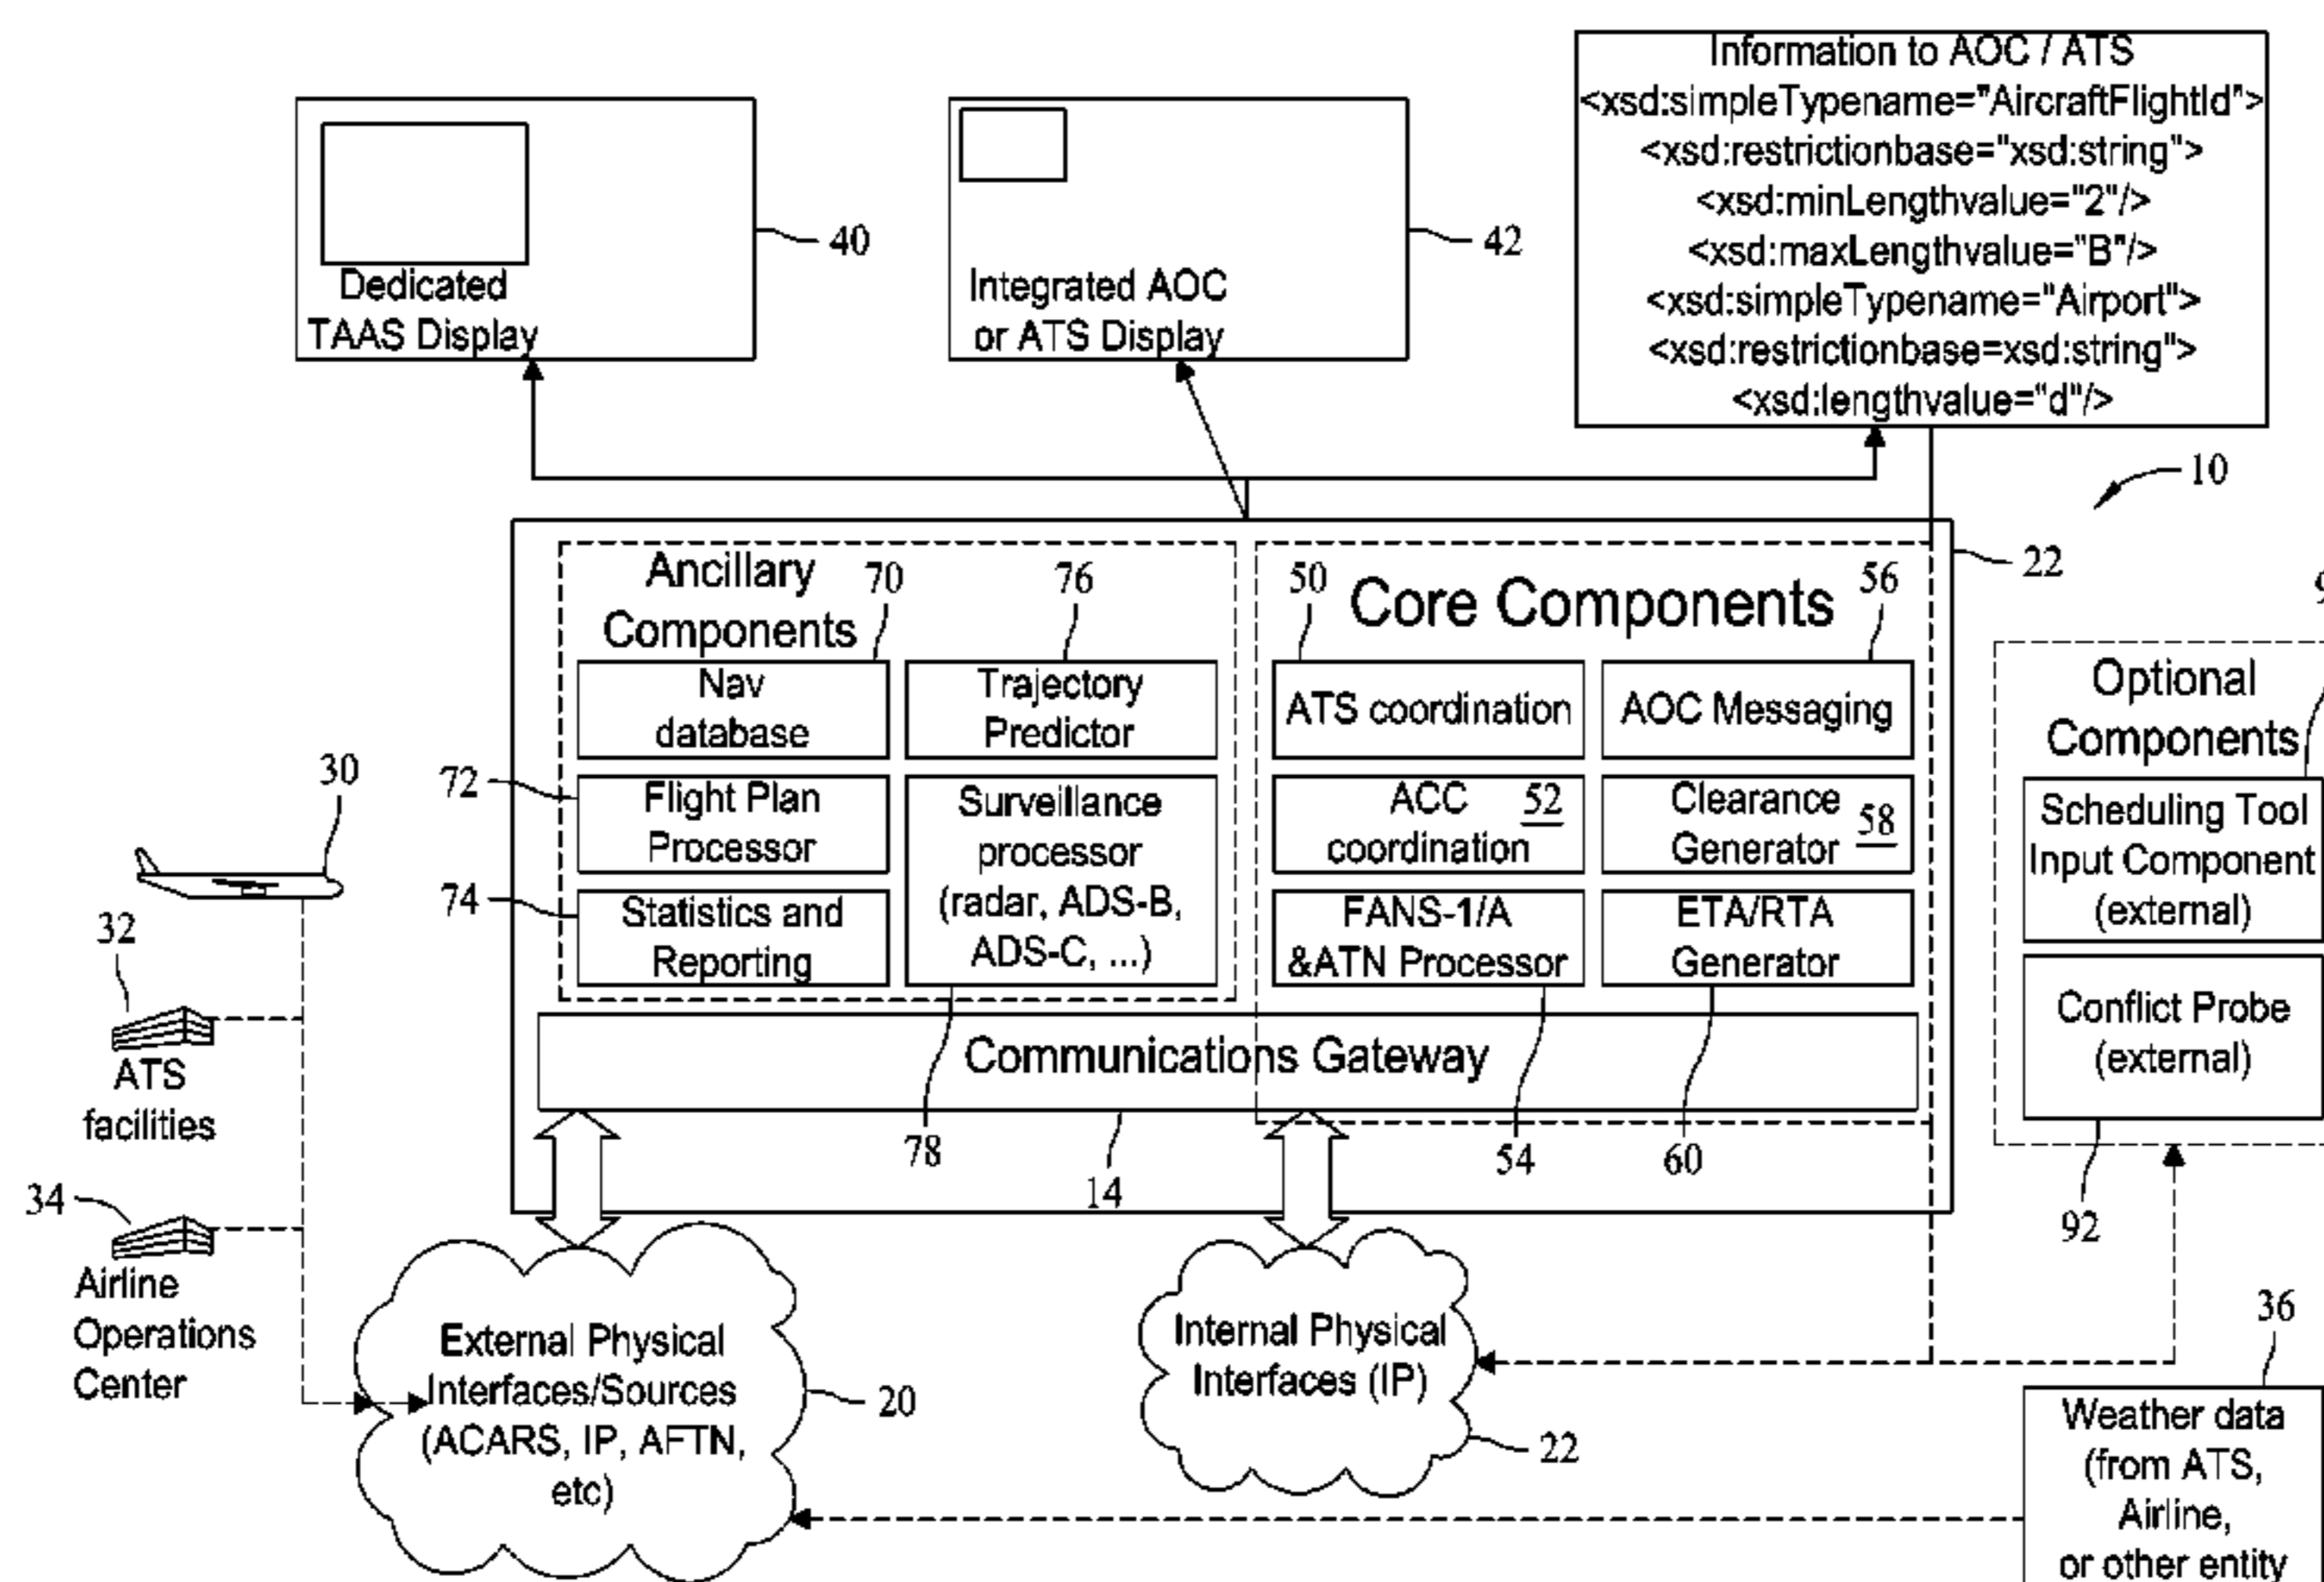 Information to AOC / ATS
<xsd:simpleTypename="AircraftFlightId">
<xsd:restrictionbase="xsd:string">
<xsd:minLengthvalue="2"/>
<xsd:maxLengthvalue="B"/>
<xsd:simpleTypename="Airport">
<xsd:restrictionbase=xsd:string">
<xsd:lengthvalue="d"/>
Dedicated
TAAS Display
40
Integrated AOC
or ATS Display
42
10
22
Ancillary
Components
70
76
Nav
database
Trajectory
Predictor
72
Flight Plan
Processor
Surveillance
processor
(radar, ADS-B,
ADS-C, ...)
74
Statistics and
Reporting
50
Core Components
56
ATS coordination
AOC Messaging
ACC
coordination
52
Clearance
Generator
58
FANS-1/A
&ATN Processor
ETA/RTA
Generator
Communications Gateway
78
14
54
60
9
Optional
Components
Scheduling Tool
Input Component
(external)
Conflict Probe
(external)
92
30
32
ATS
facilities
34
Airline
Operations
Center
External Physical
Interfaces/Sources
(ACARS, IP, AFTN,
etc)
20
Internal Physical
Interfaces (IP)
22
36
Weather data
(from ATS,
Airline,
or other entity